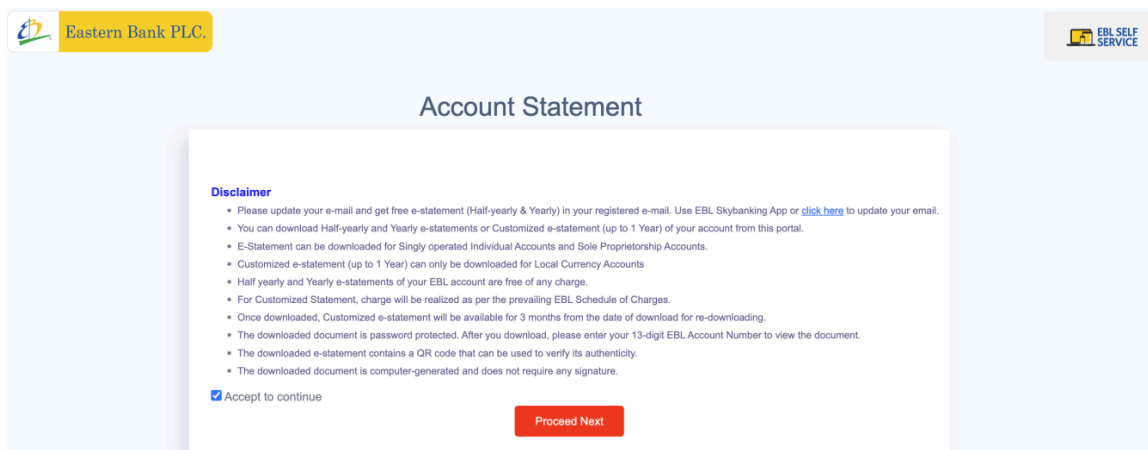 Eastern Bank PLC.
EBL SELF
SERVICE
Account Statement
Disclaimer
Please update your e-mail and get free e-statement (Half-yearly & Yearly) in your registered e-mail. Use EBL Skybanking App or click here to update your email.
You can download Half-yearly and Yearly e-statements or Customized e-statement (up to 1 Year) of your account from this portal.
E-Statement can be downloaded for Singly operated Individual Accounts and Sole Proprietorship Accounts.
Customized e-statement (up to 1 Year) can only be downloaded for Local Currency Accounts
Half yearly and Yearly e-statements of your EBL account are free of any charge.
For Customized Statement, charge will be realized as per the prevailing EBL Schedule of Charges.
Once downloaded, Customized e-statement will be available for 3 months from the date of download for re-downloading.
The downloaded document is password protected. After you download, please enter your 13-digit EBL Account Number to view the document.
The downloaded e-statement contains a QR code that can be used to verify its authenticity.
The downloaded document is computer-generated and does not require any signature.
Accept to continue
Proceed Next